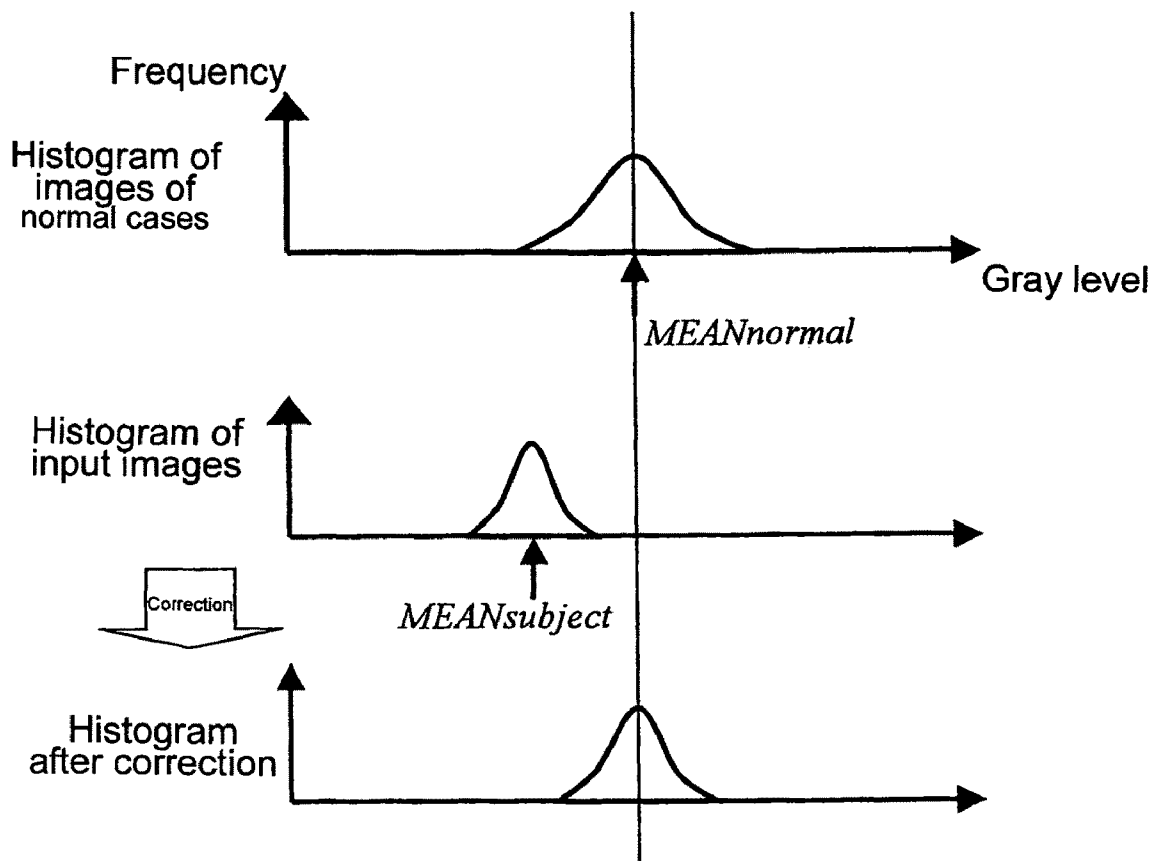 Frequency
Histogram of
images of
normal cases
Gray level
MEANnormal
Histogram of
input images
Correction
MEANsubject
Histogram
after correction